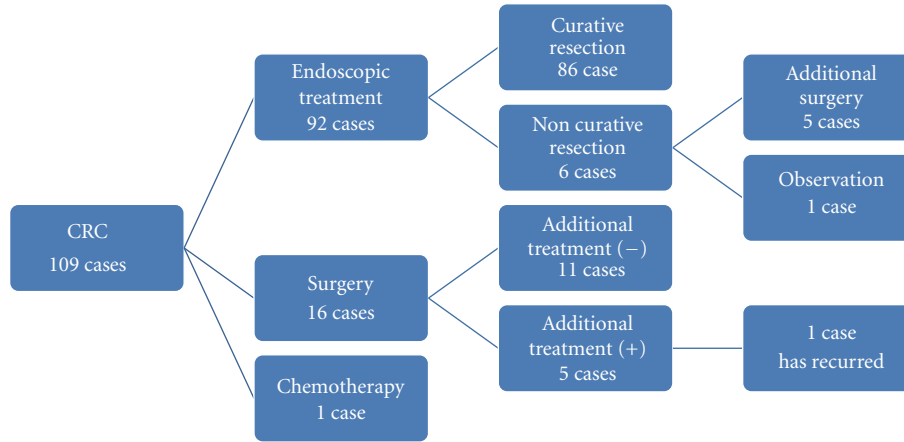 CRC
109 cases
Endoscopic
treatment
92 cases
Curative
resection
86 case
Non curative
resection
6 cases
Additional
surgery
5 cases
Observation
1 case
Surgery
16 cases
Additional
treatment (−)
11 cases
Additional
treatment (+)
5 cases
1 case
has recurred
Chemotherapy
1 case